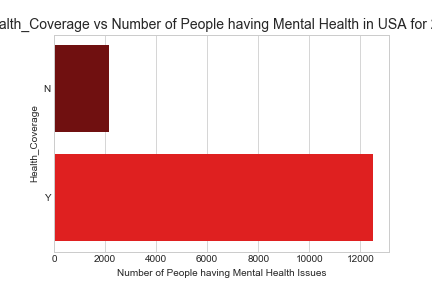 alth_Coverage vs Number of People having Mental Health in USA for
N
Health_Coverage
Y
0 2000 4000 6000 8000 10000 12000
Number of People having Mental Health Issues